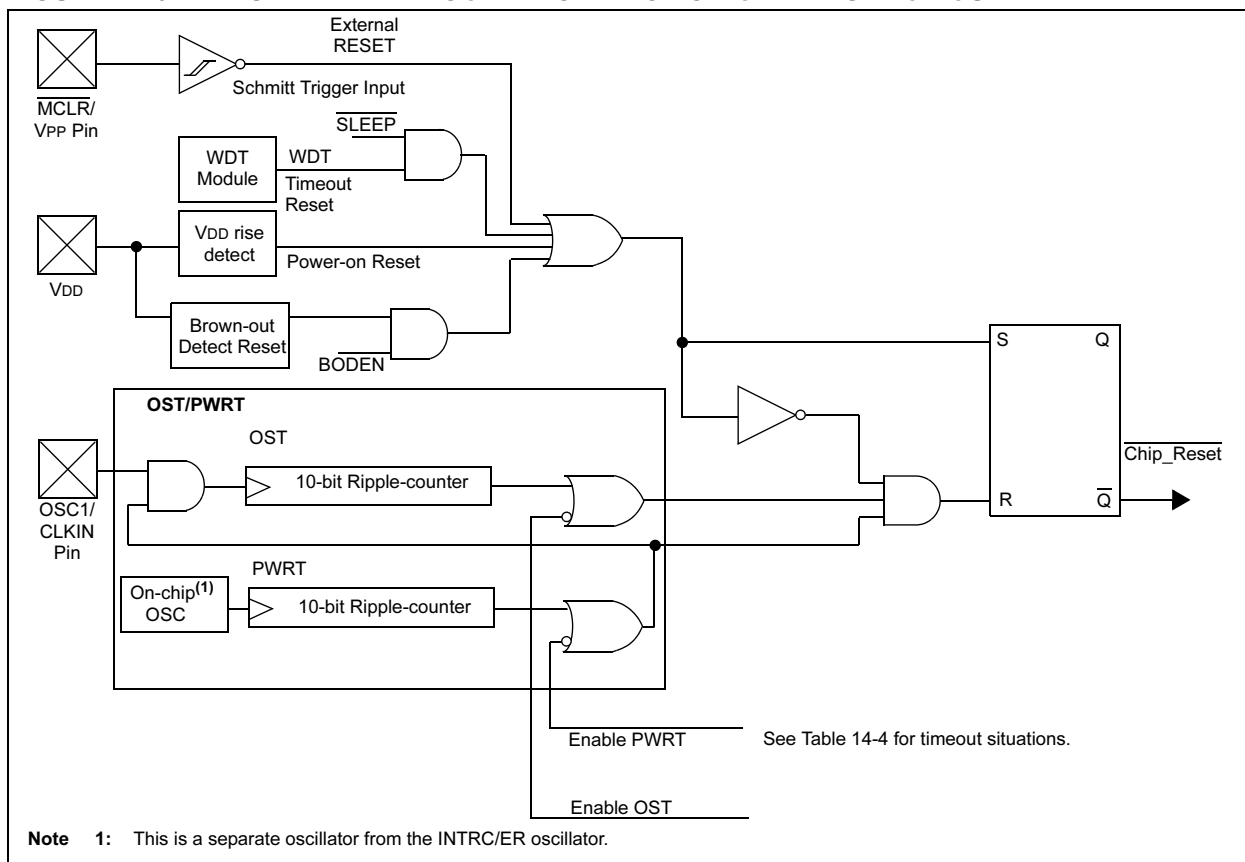 External
RESET
Schmitt Trigger Input
MCLR/
VPP Pin
SLEEP
WDT
Module
WDT
Timeout
Reset
VDD rise
detect
Power-on Reset
VDD
Brown-out
Detect Reset
BODEN
S
Q
OST/PWRT
OST
10-bit Ripple-counter
OSC1/
CLKIN
Pin
Chip_Reset
R
Q
PWRT
On-chip(1)
OSC
10-bit Ripple-counter
Enable PWRT
See Table 14-4 for timeout situations.
Enable OST
Note 1: This is a separate oscillator from the INTRC/ER oscillator.